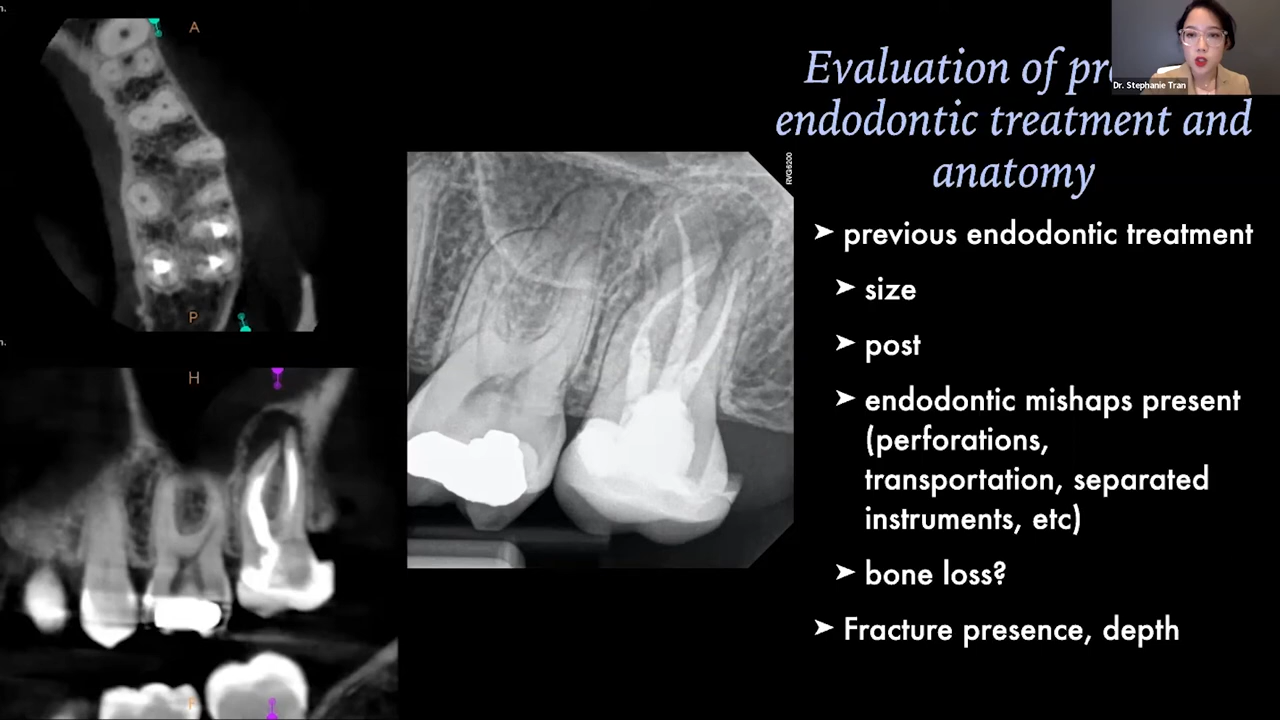 n.
A
P
n.
H
F
RVG6200
Evaluation of
endodontic treatment and
anatomy
Dr. Stephanie Tran
➤ previous endodontic treatment
➤ size
➤ post
➤ endodontic mishaps present
(perforations,
transportation, separated
instruments, etc)
➤ bone loss?
➤ Fracture presence, depth